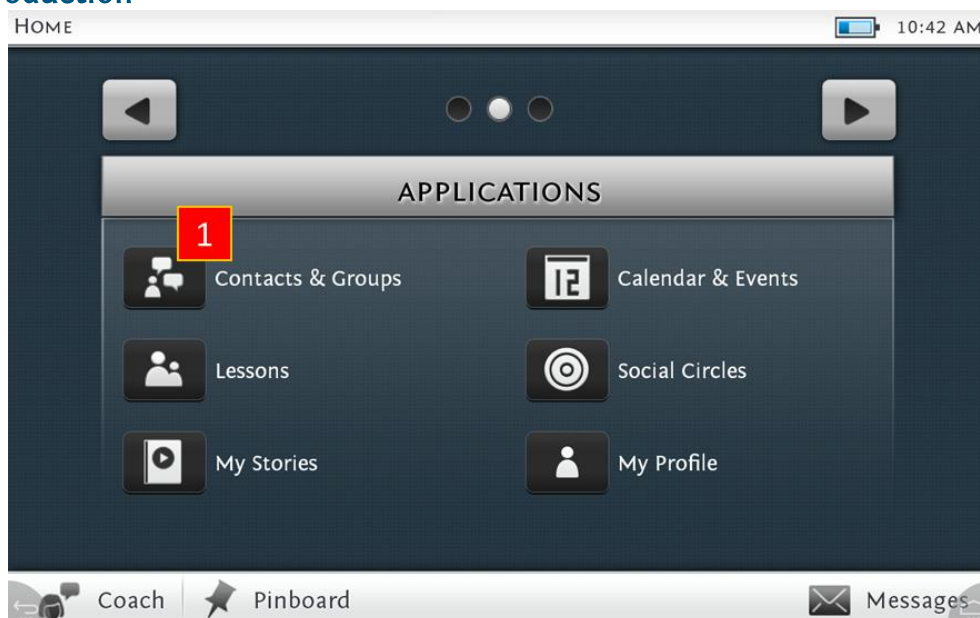 HOME 10:42 AM
APPLICATIONS
1
Contacts & Groups Calendar & Events
12
Lessons Social Circles
My Stories My Profile
Coach Pinboard Messages